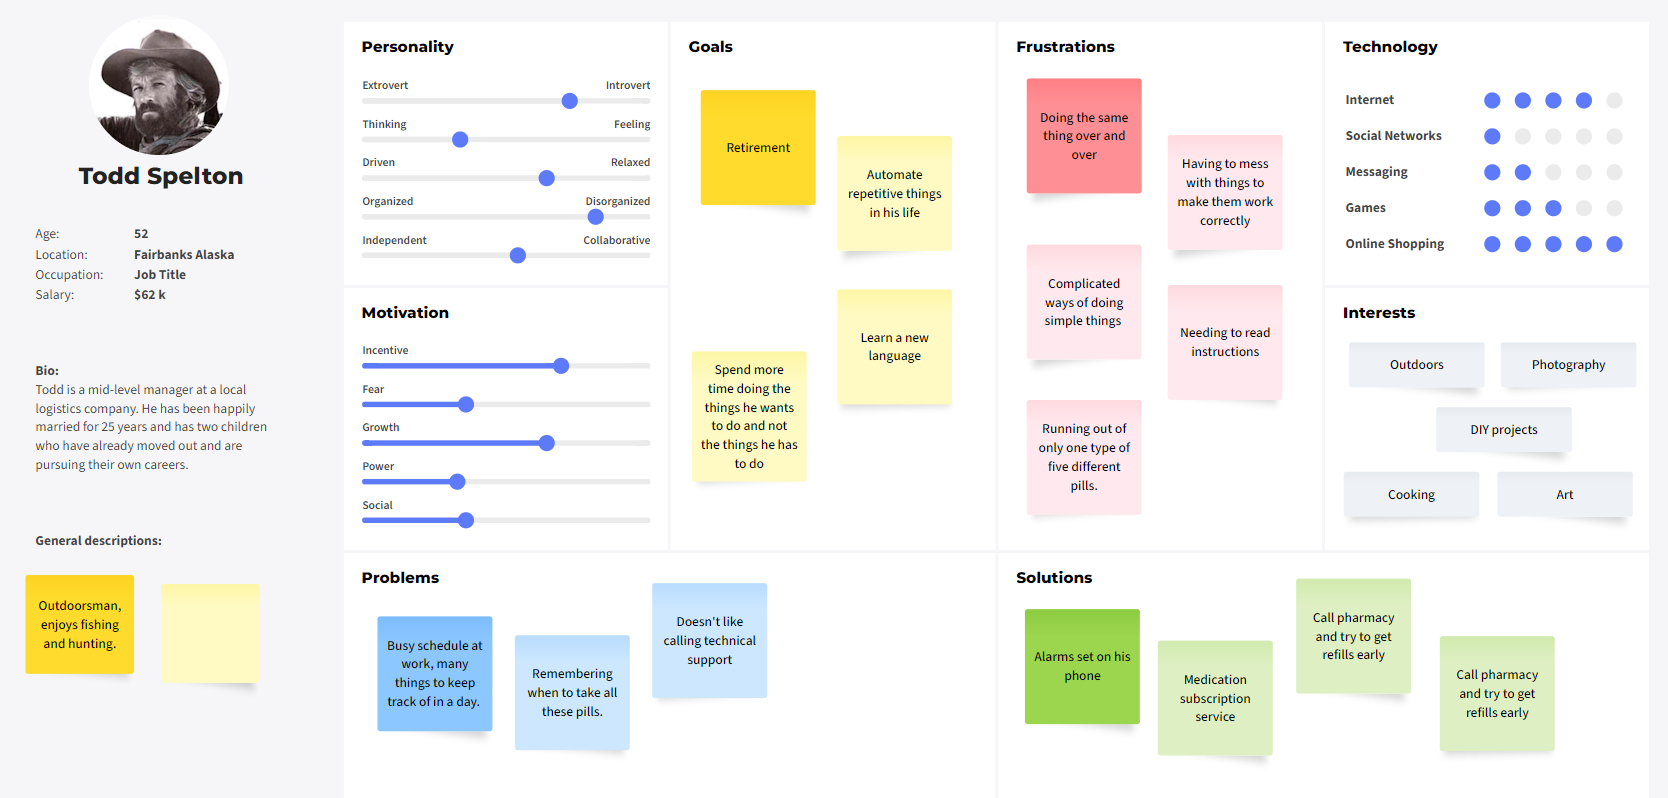 Todd Spelton
Age: 52
Location: Fairbanks Alaska
Occupation: Job Title
Salary: $62 k
Bio:
Todd is a mid-level manager at a local
logistics company. He has been happily
married for 25 years and has two children
who have already moved out and are
pursuing their own careers.
General descriptions:
Outdoorsman,
enjoys fishing
and hunting.
Personality
Extrovert Introvert
Thinking Feeling
Driven Relaxed
Organized Disorganized
Independent Collaborative
Motivation
Incentive
Fear
Growth
Power
Social
Goals
Retirement
Automate
repetitive things
in his life
Learn a new
language
Spend more
time doing the
things he wants
to do and not
the things he has
to do
Frustrations
Doing the same
thing over and
over
Having to mess
with things to
make them work
correctly
Complicated
ways of doing
simple things
Needing to read
instructions
Running out of
only one type of
five different
pills.
Technology
Internet
Social Networks
Messaging
Games
Online Shopping
Interests
Outdoors
Photography
DIY projects
Cooking
Art
Problems
Busy schedule at
work, many
things to keep
track of in a day.
Remembering
when to take all
these pills.
Doesn't like
calling technical
support
Solutions
Alarms set on his
phone
Medication
subscription
service
Call pharmacy
and try to get
refills early
Call pharmacy
and try to get
refills early